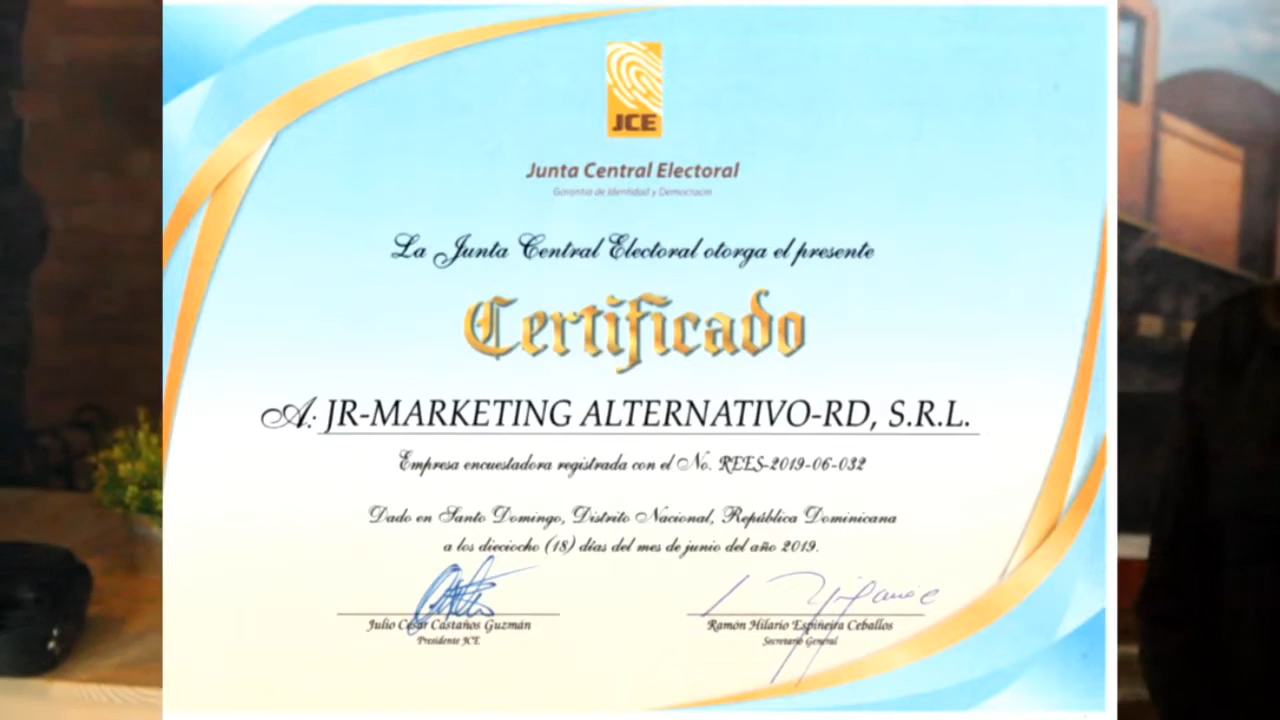 JCE
Junta Central Electoral
Garantía de Identidad y Democracia
La Junta Central Electoral otorga el presente
Certificado
A: JR-MARKETING ALTERNATIVO-RD, S.R.L.
Empresa encuestadora registrada con el No. REES-2019-06-032
Dado en Santo Domingo, Distrito Nacional, República Dominicana
a los dieciocho (18) días del mes de junio del año 2019.
Julio César Castaños Guzmán
Presidente JCE
Ramón Hilario Espiñeira Ceballos
Secretario General